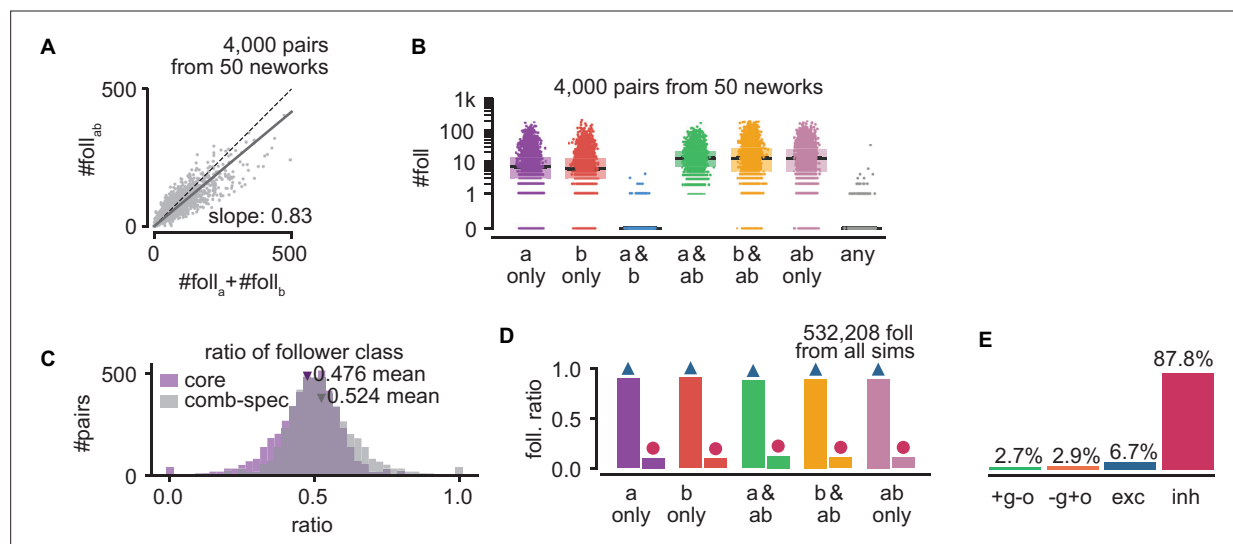 A
4,000 pairs
from 50 neworks
500
#foll_ab
0
slope: 0.83
0
500
#foll_a+#foll_b
B
4,000 pairs from 50 neworks
1k
100
10
1
0
#foll
a only
b only
a & b
a & ab
b & ab
ab only
any
C
ratio of follower class
500
core
comb-spec
0.476 mean
0.524 mean
#pairs
0
0.0
0.5
1.0
ratio
D
532,208 foll
from all sims
1.0
0.5
0.0
foll. ratio
a only
b only
a & ab
b & ab
ab only
E
87.8%
2.7%
2.9%
6.7%
+g-o
-g+o
exc
inh